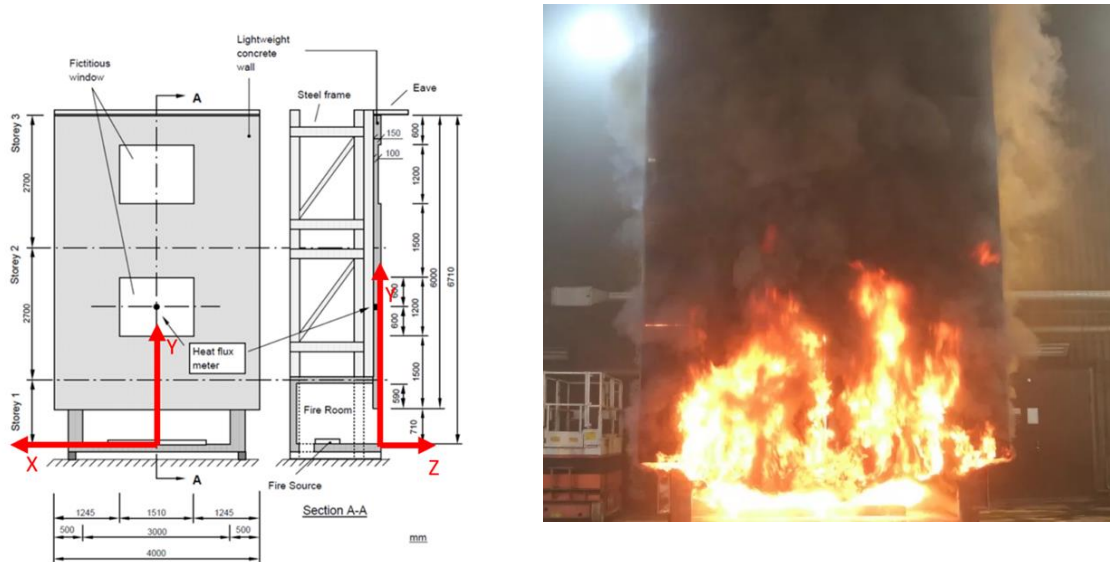 Fictitious
window
A
Lightweight
concrete
wall
Steel frame
Eave
150
100
600
1200
1500
600
1200
600
1500
590
710
6000
6710
Storey 3
2700
Storey 2
2700
Storey 1
Y
Y
Heat flux
meter
Fire Room
X
Z
A
Fire Source
Section A-A
mm
1245
1510
1245
500
3000
500
4000